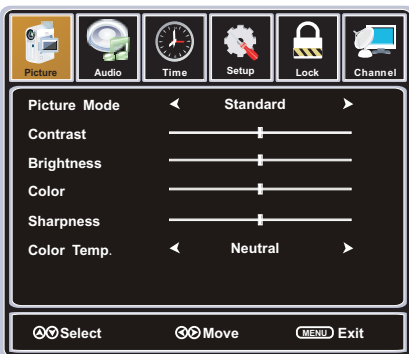 Picture Audio Time Setup Lock Channel
Picture Mode Standard
Contrast
Brightness
Color
Sharpness
Color Temp. Neutral
Select Move MENU Exit